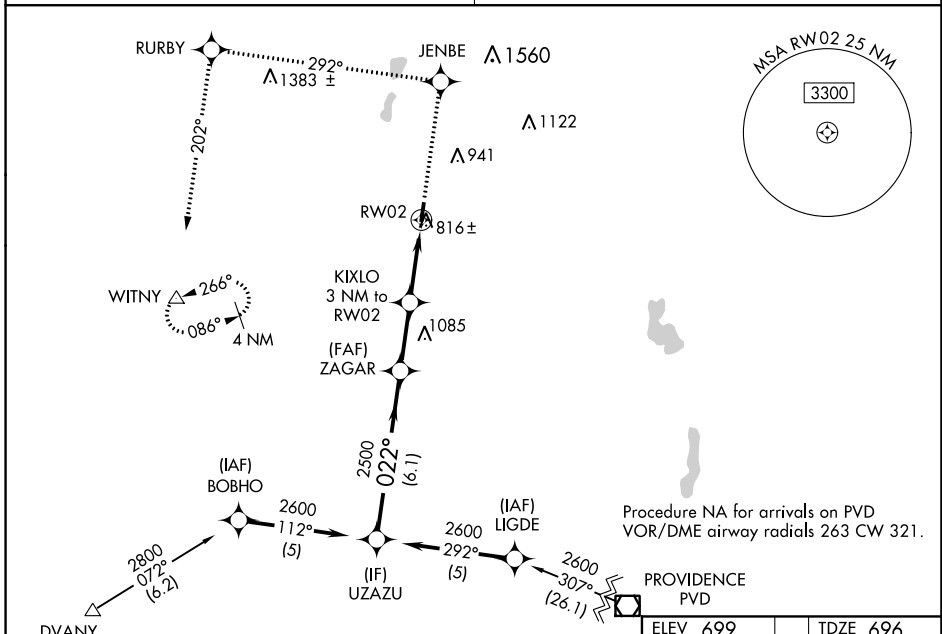 RURBY
292°
1383 ±
JENBE
1560
MSA RW02 25 NM
3300
1122
941
202°
RW02
816±
WITNY
266°
086°
4 NM
KIXLO
3 NM to
RW02
1085
(FAF)
ZAGAR
2500
022°
(6.1)
(IAF)
BOBHO
2600
112°
(5)
(IAF)
LIGDE
2600
292°
(5)
Procedure NA for arrivals on PVD
VOR/DME airway radials 263 CW 321.
2800
072°
(6.2)
(IF)
UZAZU
2600
307°
(26.1)
PROVIDENCE
PVD
DVANY
ELEV 699
TDZE 696